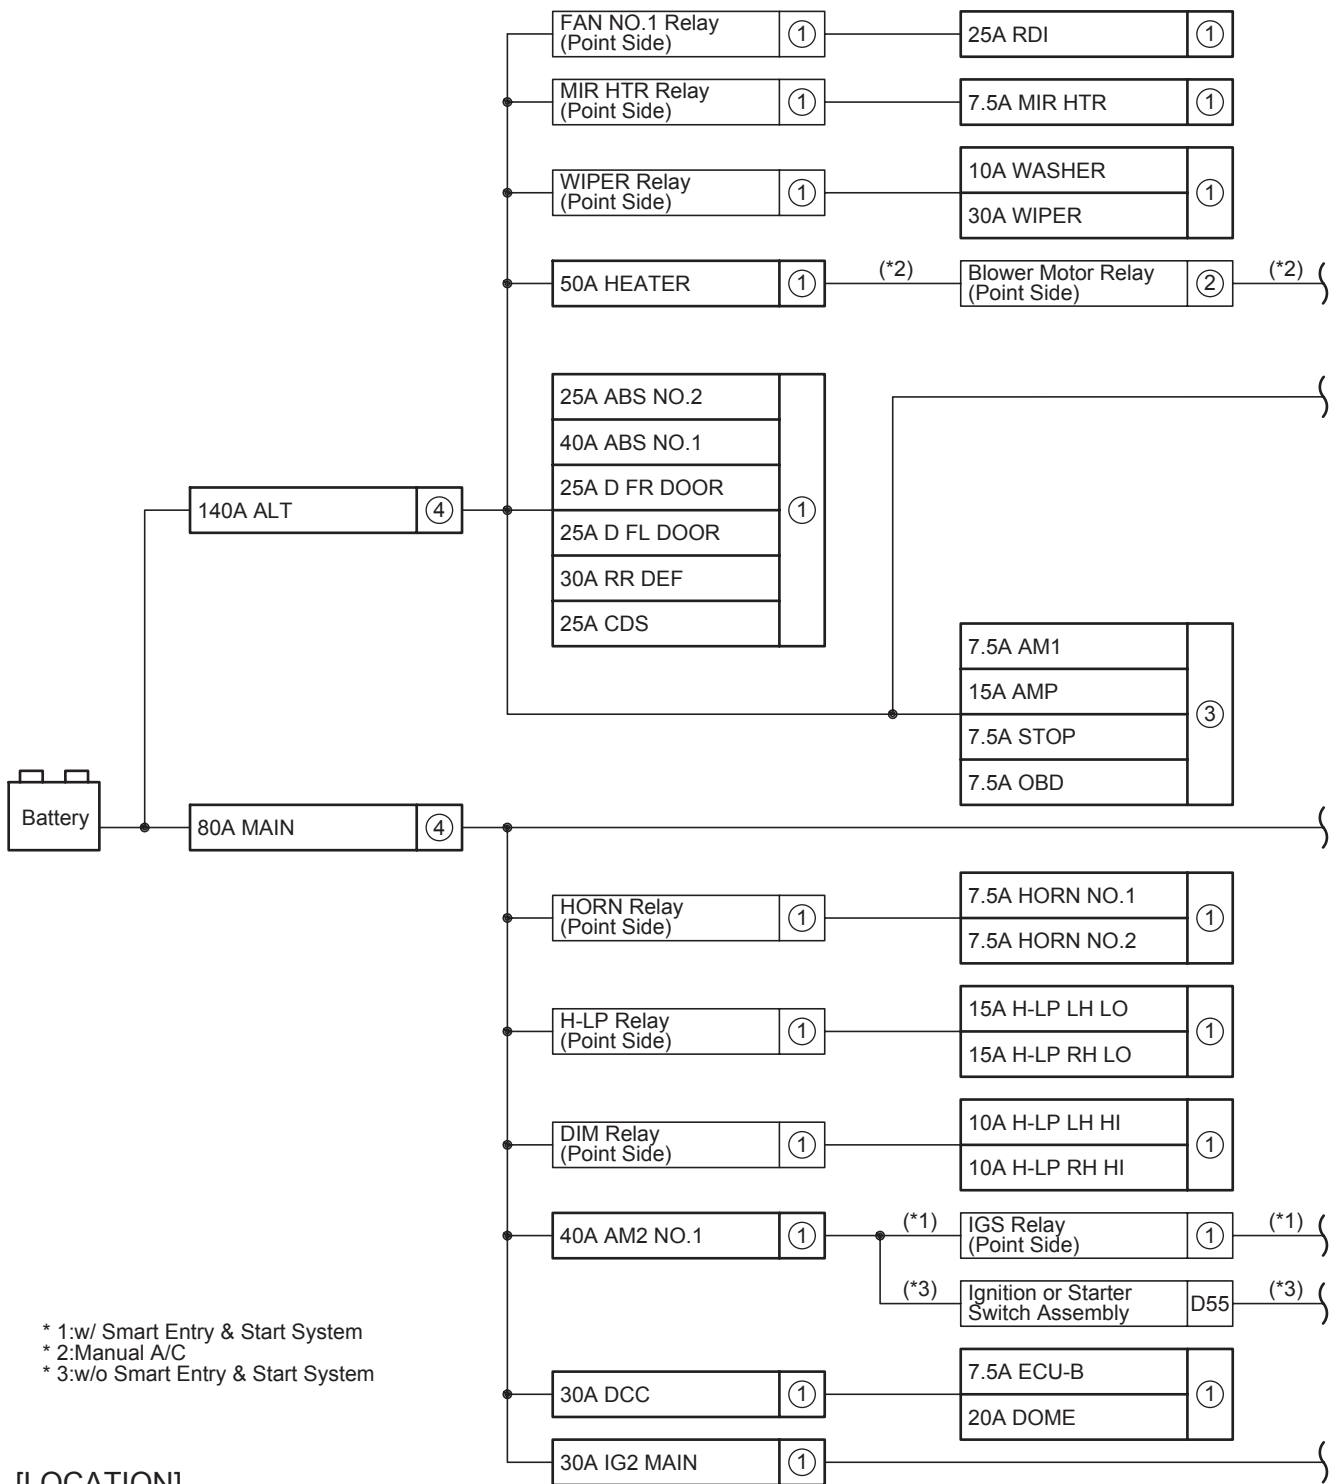 FAN NO.1 Relay
(Point Side)
1
25A RDI
1
MIR HTR Relay
(Point Side)
1
7.5A MIR HTR
1
WIPER Relay
(Point Side)
1
10A WASHER
30A WIPER
1
50A HEATER
1
(*2)
Blower Motor Relay
(Point Side)
2
(*2)
25A ABS NO.2
40A ABS NO.1
25A D FR DOOR
25A D FL DOOR
30A RR DEF
25A CDS
1
140A ALT
4
7.5A AM1
15A AMP
7.5A STOP
7.5A OBD
3
Battery
80A MAIN
4
HORN Relay
(Point Side)
1
7.5A HORN NO.1
7.5A HORN NO.2
1
H-LP Relay
(Point Side)
1
15A H-LP LH LO
15A H-LP RH LO
1
DIM Relay
(Point Side)
1
10A H-LP LH HI
10A H-LP RH HI
1
40A AM2 NO.1
1
(*1)
IGS Relay
(Point Side)
1
(*1)
(*3)
Ignition or Starter
Switch Assembly
D55
(*3)
* 1:w/ Smart Entry & Start System
* 2:Manual A/C
* 3:w/o Smart Entry & Start System
30A DCC
1
7.5A ECU-B
20A DOME
1
30A IG2 MAIN
1
[LOCATION]